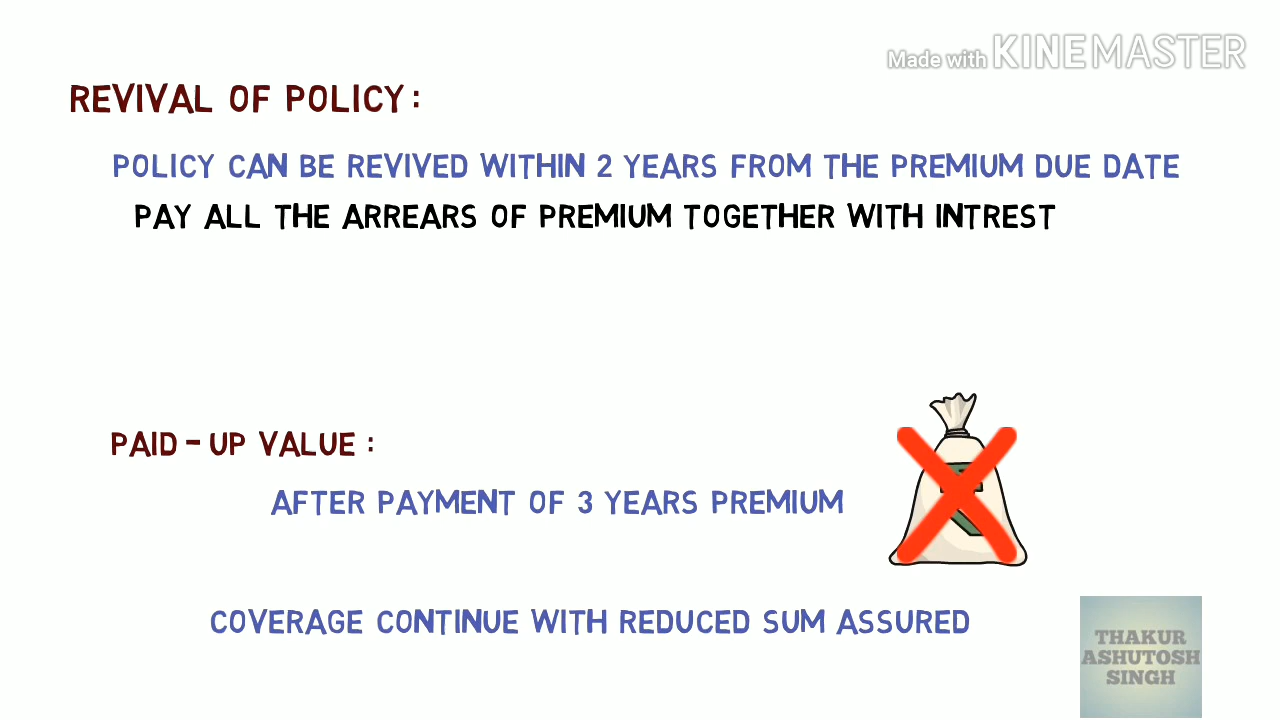 Made with KINEMASTER
REVIVAL OF POLICY:
POLICY CAN BE REVIVED WITHIN 2 YEARS FROM THE PREMIUM DUE DATE
PAY ALL THE ARREARS OF PREMIUM TOGETHER WITH INTREST
PAID-UP VALUE :
AFTER PAYMENT OF 3 YEARS PREMIUM
COVERAGE CONTINUE WITH REDUCED SUM ASSURED
THAKUR
ASHUTOSH
SINGH